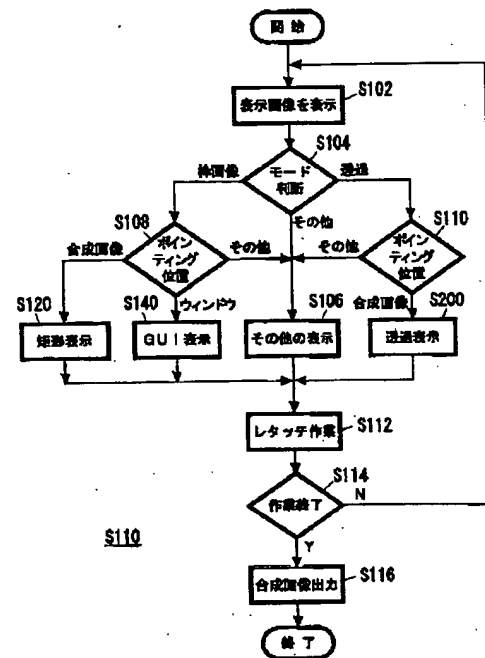 開始
S102
表示画像を表示
S104
モード
判断
枠画像
透過
その他
S108
ポイン
ティング
位置
合成画像
その他
ウィンドウ
S110
ポイン
ティング
位置
その他
合成画像
S120
矩形表示
S140
GUI表示
S106
その他の表示
S200
透過表示
レタッチ作業
S112
S114
作業終了
N
Y
S110
合成画像出力
S116
終了